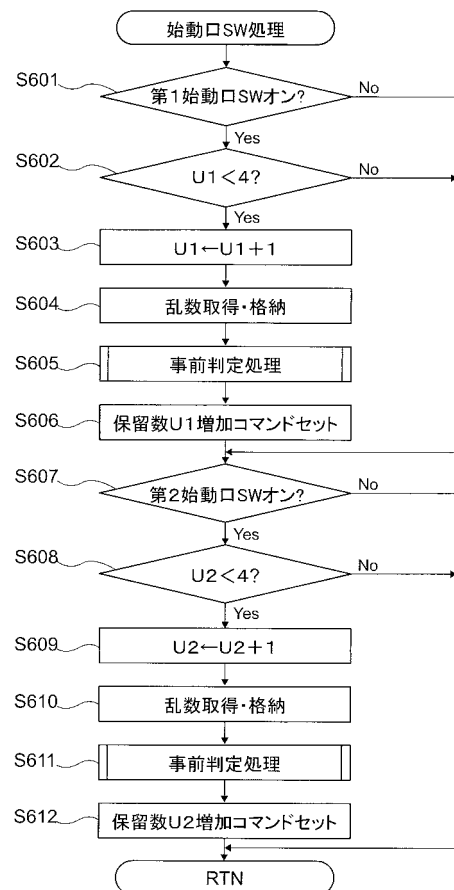 始動口SW処理
S601
第1始動口SWオン?
No
Yes
S602
U1<4?
No
Yes
S603
U1←U1+1
S604
乱数取得・格納
S605
事前判定処理
S606
保留数U1増加コマンドセット
S607
第2始動口SWオン?
No
Yes
S608
U2<4?
No
Yes
S609
U2←U2+1
S610
乱数取得・格納
S611
事前判定処理
S612
保留数U2増加コマンドセット
RTN